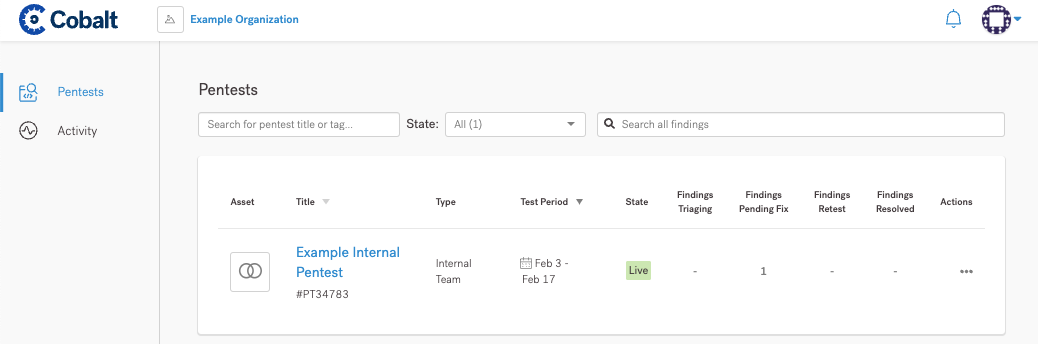 Cobalt
Example Organization
Pentests
Activity
Pentests
Search for pentest title or tag...
State:
All (1)
Search all findings
Asset
Title
Type
Test Period
State
Findings
Triaging
Findings
Pending Fix
Findings
Retest
Findings
Resolved
Actions
Example Internal
Pentest
#PT34783
Internal
Team
Feb 3 -
Feb 17
Live
-
1
-
-